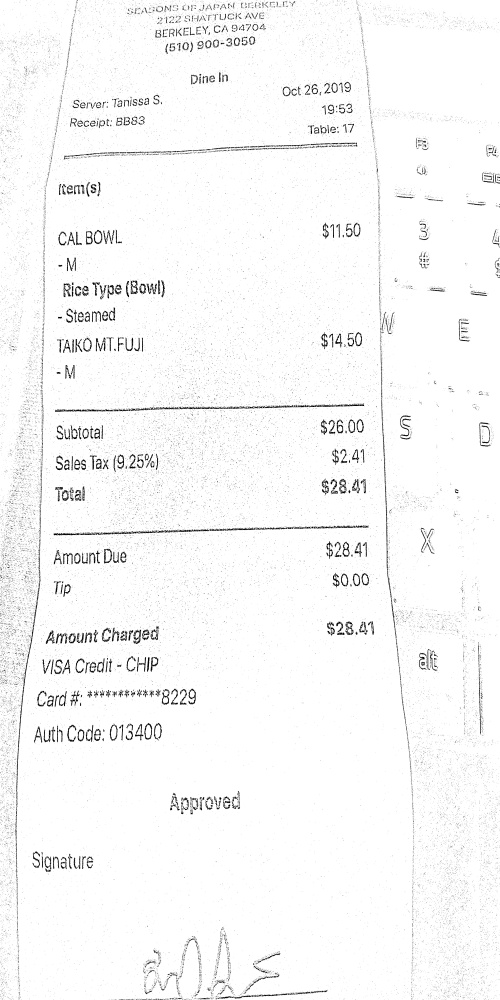 SEASONS OF JAPAN BERKELEY
2122 SHATTUCK AVE
BERKELEY, CA 94704
(510) 900-3050
Dine In
Server: Tanissa S. Oct 26, 2019
Receipt: BB83 19:53
Table: 17
Item(s)
CAL BOWL $11.50
- M
Rice Type (Bowl)
- Steamed
TAIKO MT.FUJI $14.50
- M
Subtotal $26.00
Sales Tax (9.25%) $2.41
Total $28.41
Amount Due $28.41
Tip $0.00
Amount Charged $28.41
VISA Credit - CHIP
Card #: ************8229
Auth Code: 013400
Approved
Signature
F3 F4
3 4
# $
W E
S D
X
alt